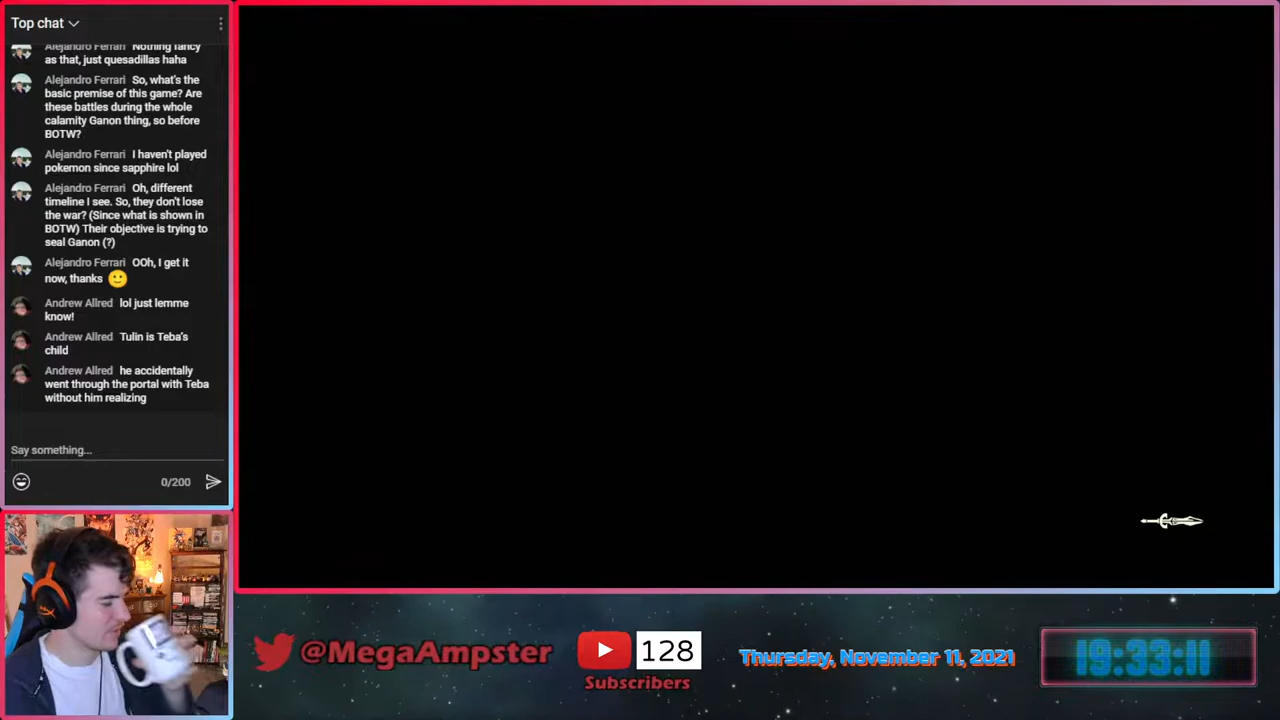 Top chat
Alejandro Ferrari Nothing fancy
as that, just quesadillas haha
Alejandro Ferrari So, what's the
basic premise of this game? Are
these battles during the whole
calamity Ganon thing, so before
BOTW?
Alejandro Ferrari I haven't played
pokemon since sapphire lol
Alejandro Ferrari Oh, different
timeline I see. So, they don't lose
the war? (Since what is shown in
BOTW) Their objective is trying to
seal Ganon (?)
Alejandro Ferrari OOh, I get it
now, thanks
Andrew Allred lol just lemme
know!
Andrew Allred Tulin is Teba's
child
Andrew Allred he accidentally
went through the portal with Teba
without him realizing
Say something...
0/200
@MegaAmpster
128
Subscribers
Thursday, November 11, 2021
19:33:11